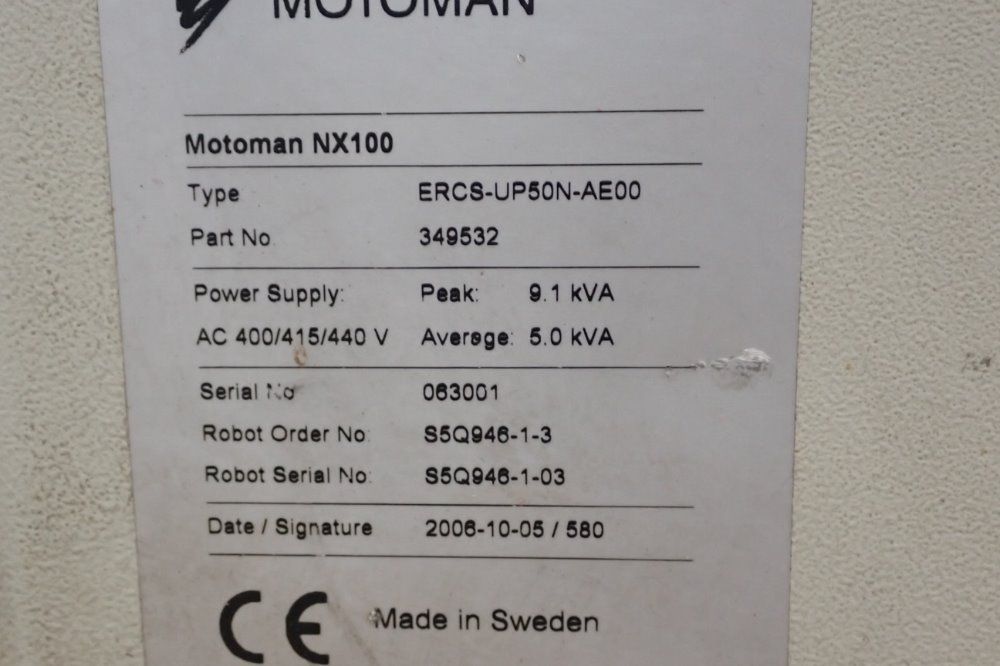 MOTOMAN
Motoman NX100
Type ERCS-UP50N-AE00
Part No. 349532
Power Supply: Peak: 9.1 kVA
AC 400/415/440 V Average: 5.0 kVA
Serial No 063001
Robot Order No: S5Q946-1-3
Robot Serial No: S5Q946-1-03
Date / Signature 2006-10-05 / 580
CE Made in Sweden